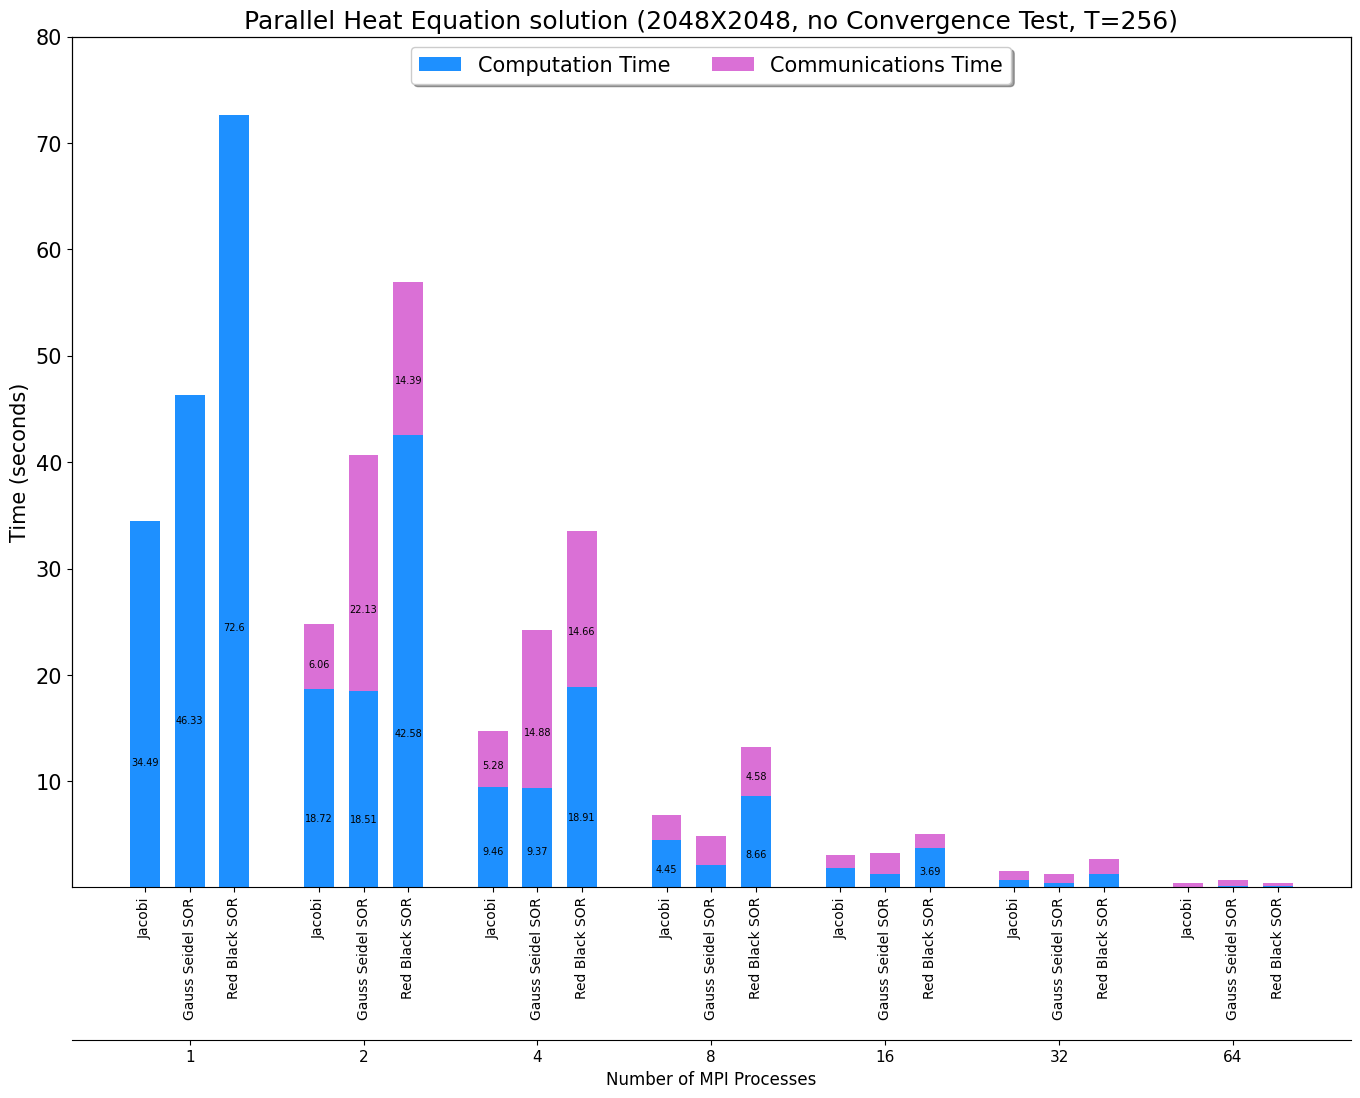 Parallel Heat Equation solution (2048X2048, no Convergence Test, T=256)
Computation Time Communications Time
Time (seconds)
80
70
60
50
40
30
20
10
34.49
46.33
72.6
18.72
6.06
18.51
22.13
42.58
14.39
9.46
5.28
9.37
14.88
18.91
14.66
4.45
8.66
4.58
3.69
Jacobi
Gauss Seidel SOR
Red Black SOR
Jacobi
Gauss Seidel SOR
Red Black SOR
Jacobi
Gauss Seidel SOR
Red Black SOR
Jacobi
Gauss Seidel SOR
Red Black SOR
Jacobi
Gauss Seidel SOR
Red Black SOR
Jacobi
Gauss Seidel SOR
Red Black SOR
Jacobi
Gauss Seidel SOR
Red Black SOR
1 2 4 8 16 32 64
Number of MPI Processes